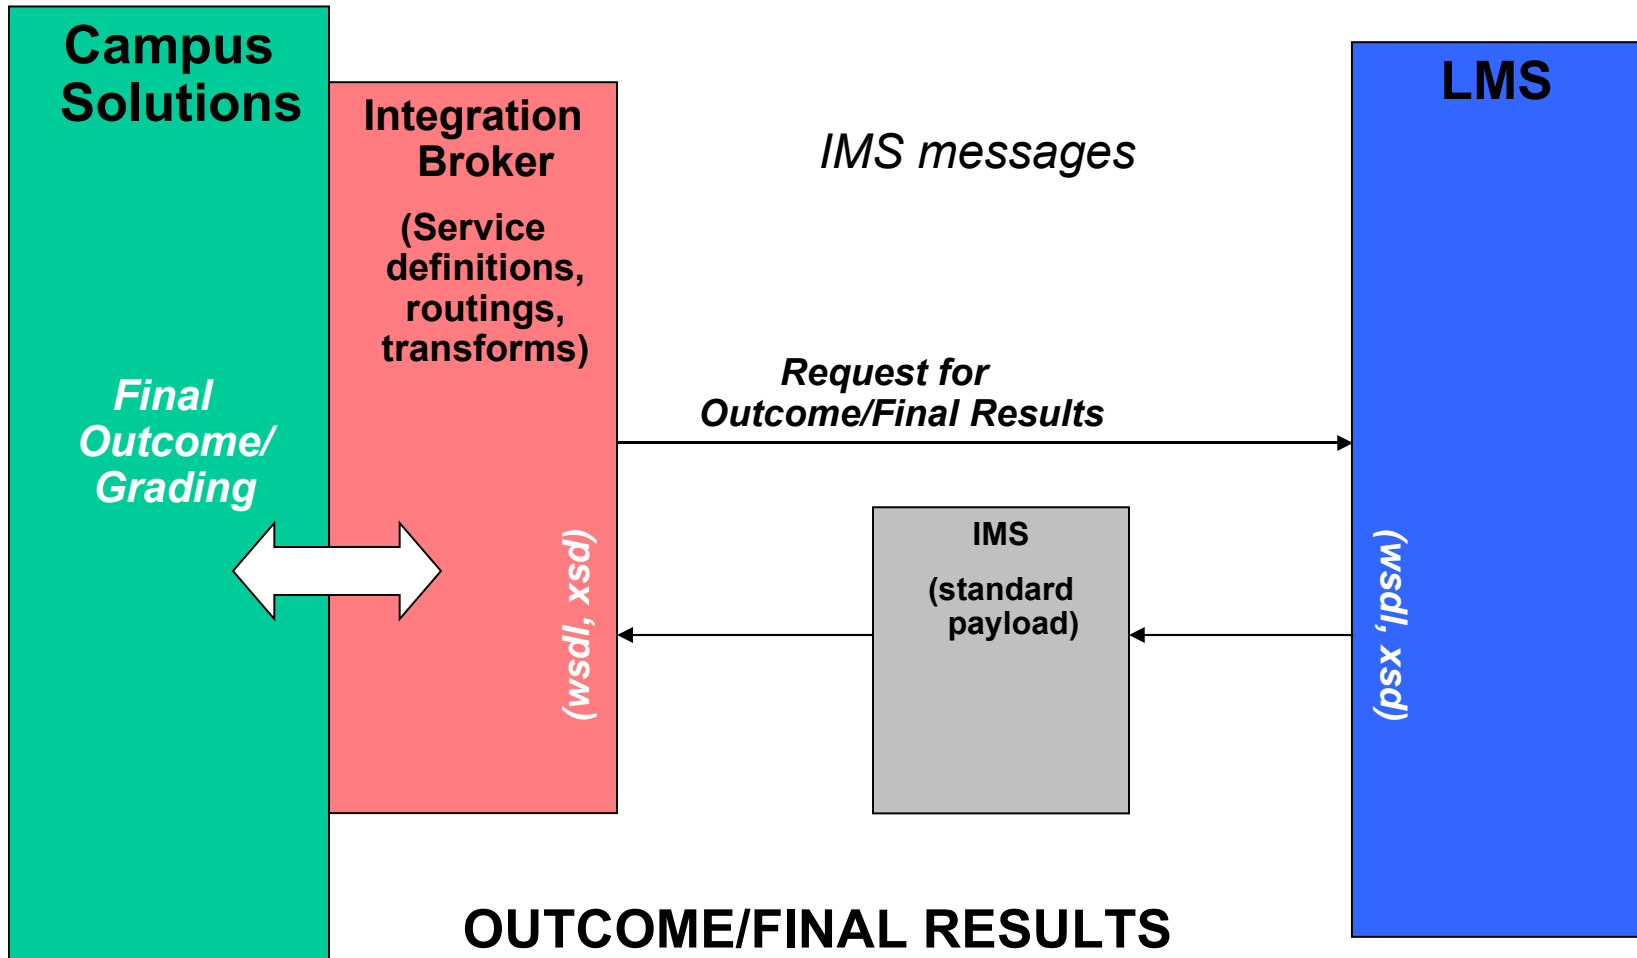 Campus
Solutions
Integration
Broker
(Service
definitions,
routings,
transforms)
IMS messages
LMS
Final
Outcome/
Grading
Request for
Outcome/Final Results
(wsdl, xsd)
IMS
(standard
payload)
(wsdl, xsd)
OUTCOME/FINAL RESULTS